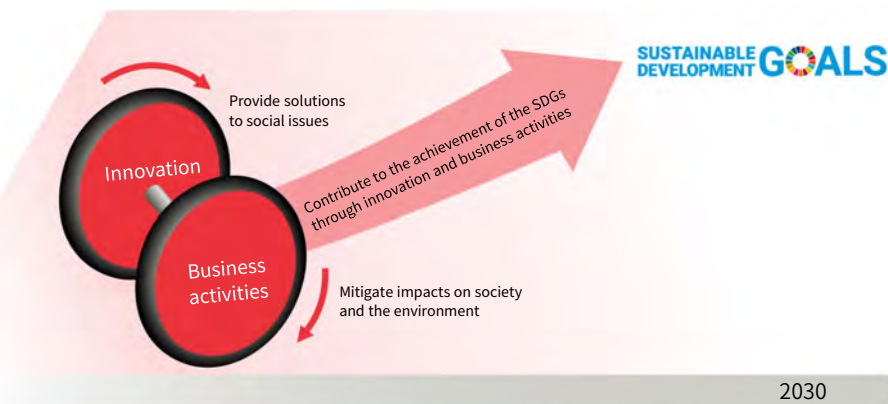 SUSTAINABLE
DEVELOPMENT GOALS
Provide solutions
to social issues
Innovation
Contribute to the achievement of the SDGs
through innovation and business activities
Business
activities
Mitigate impacts on society
and the environment
2030